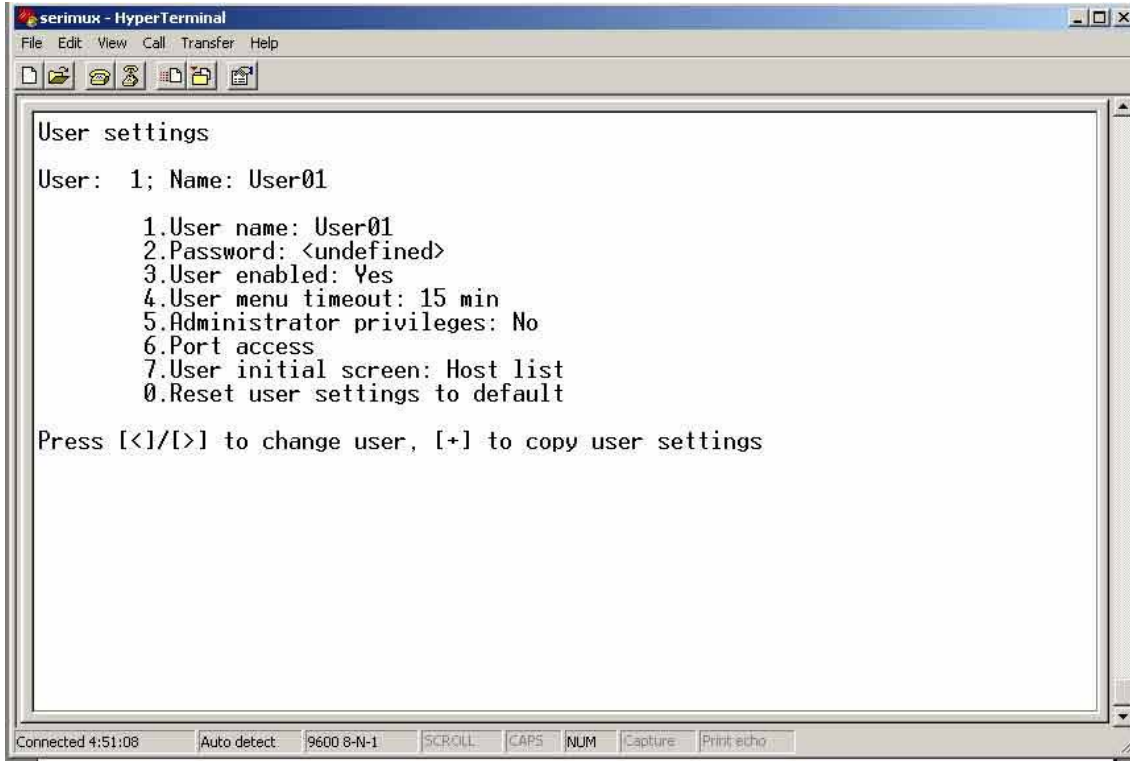 serimux - HyperTerminal
File Edit View Call Transfer Help
User settings
User: 1; Name: User01
1.User name: User01
2.Password: <undefined>
3.User enabled: Yes
4.User menu timeout: 15 min
5.Administrator privileges: No
6.Port access
7.User initial screen: Host list
0.Reset user settings to default
Press [<]/[>] to change user, [+] to copy user settings
Connected 4:51:08 Auto detect 9600 8-N-1 SCROLL CAPS NUM Capture Print echo